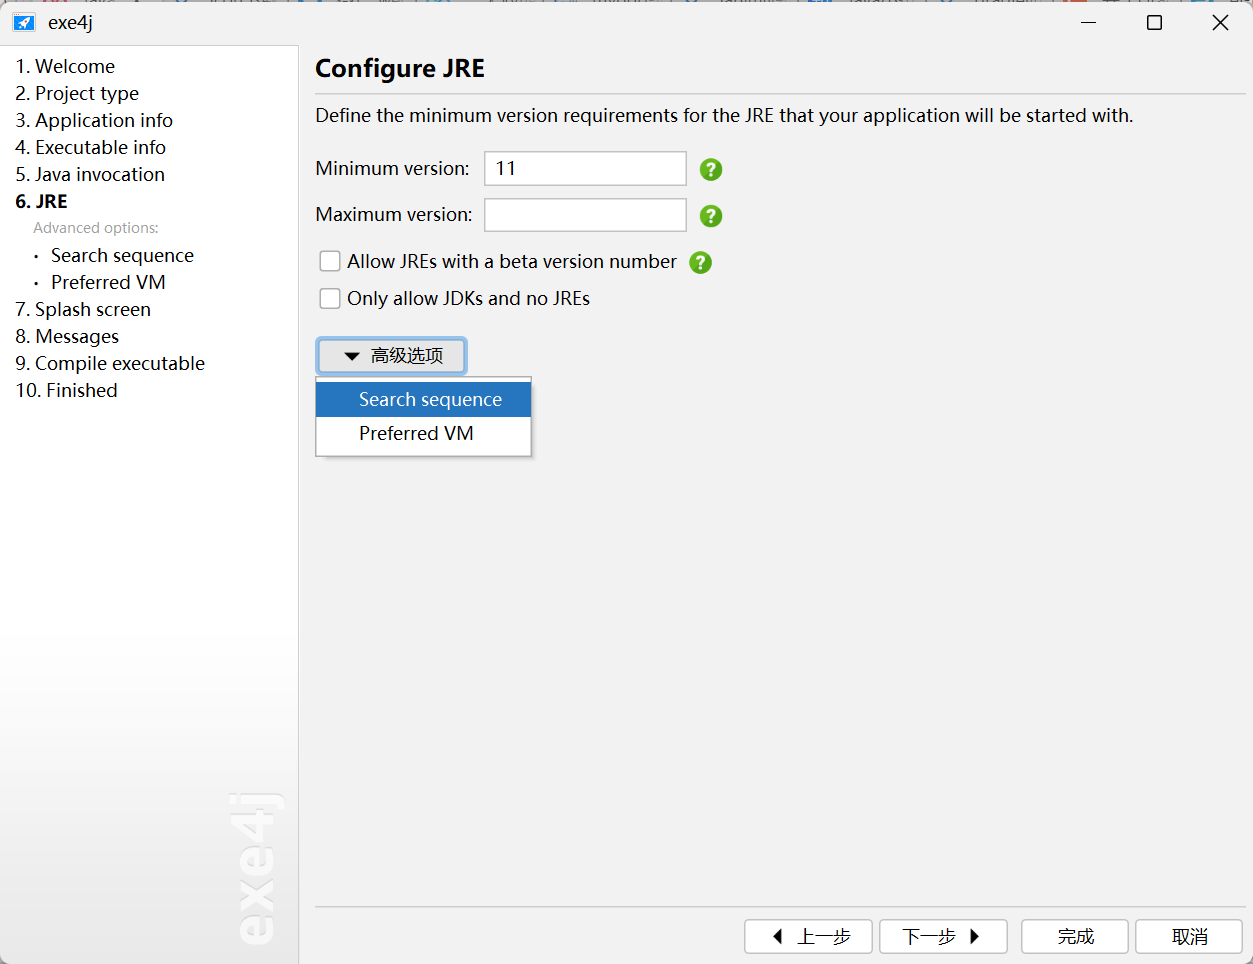 exe4j
1. Welcome
2. Project type
3. Application info
4. Executable info
5. Java invocation
6. JRE
Advanced options:
· Search sequence
· Preferred VM
7. Splash screen
8. Messages
9. Compile executable
10. Finished
exe4j
Configure JRE
Define the minimum version requirements for the JRE that your application will be started with.
Minimum version: 11
Maximum version:
Allow JREs with a beta version number
Only allow JDKs and no JREs
高级选项
Search sequence
Preferred VM
上一步 下一步 完成 取消